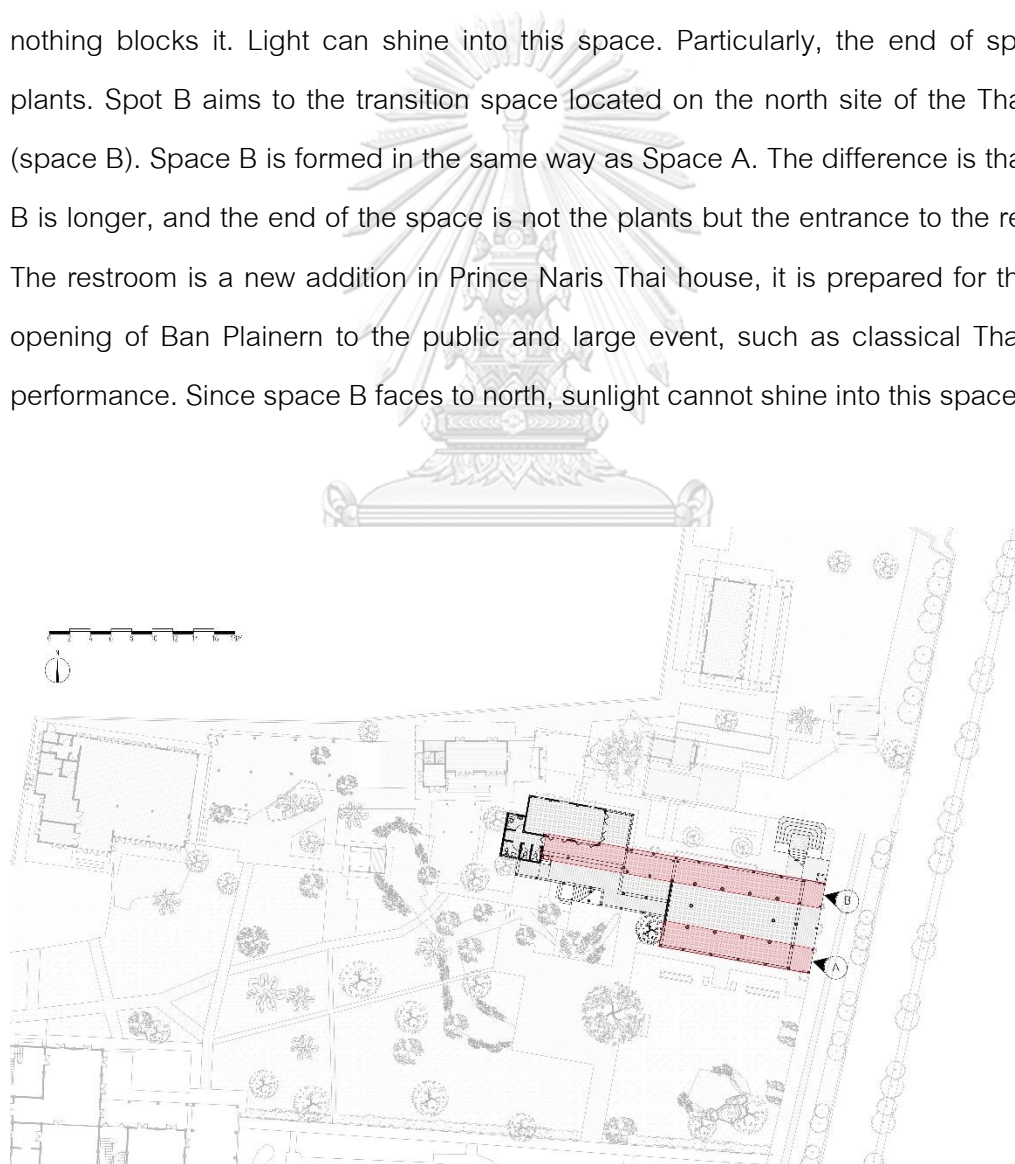 nothing blocks it. Light can shine into this space. Particularly, the end of
plants. Spot B aims to the transition space located on the north site of the
(space B). Space B is formed in the same way as Space A. The difference is
B is longer, and the end of the space is not the plants but the entrance to the
The restroom is a new addition in Prince Naris Thai house, it is prepared for
opening of Ban Plainern to the public and large event, such as classical
performance. Since space B faces to north, sunlight cannot shine into this space
N
B
A